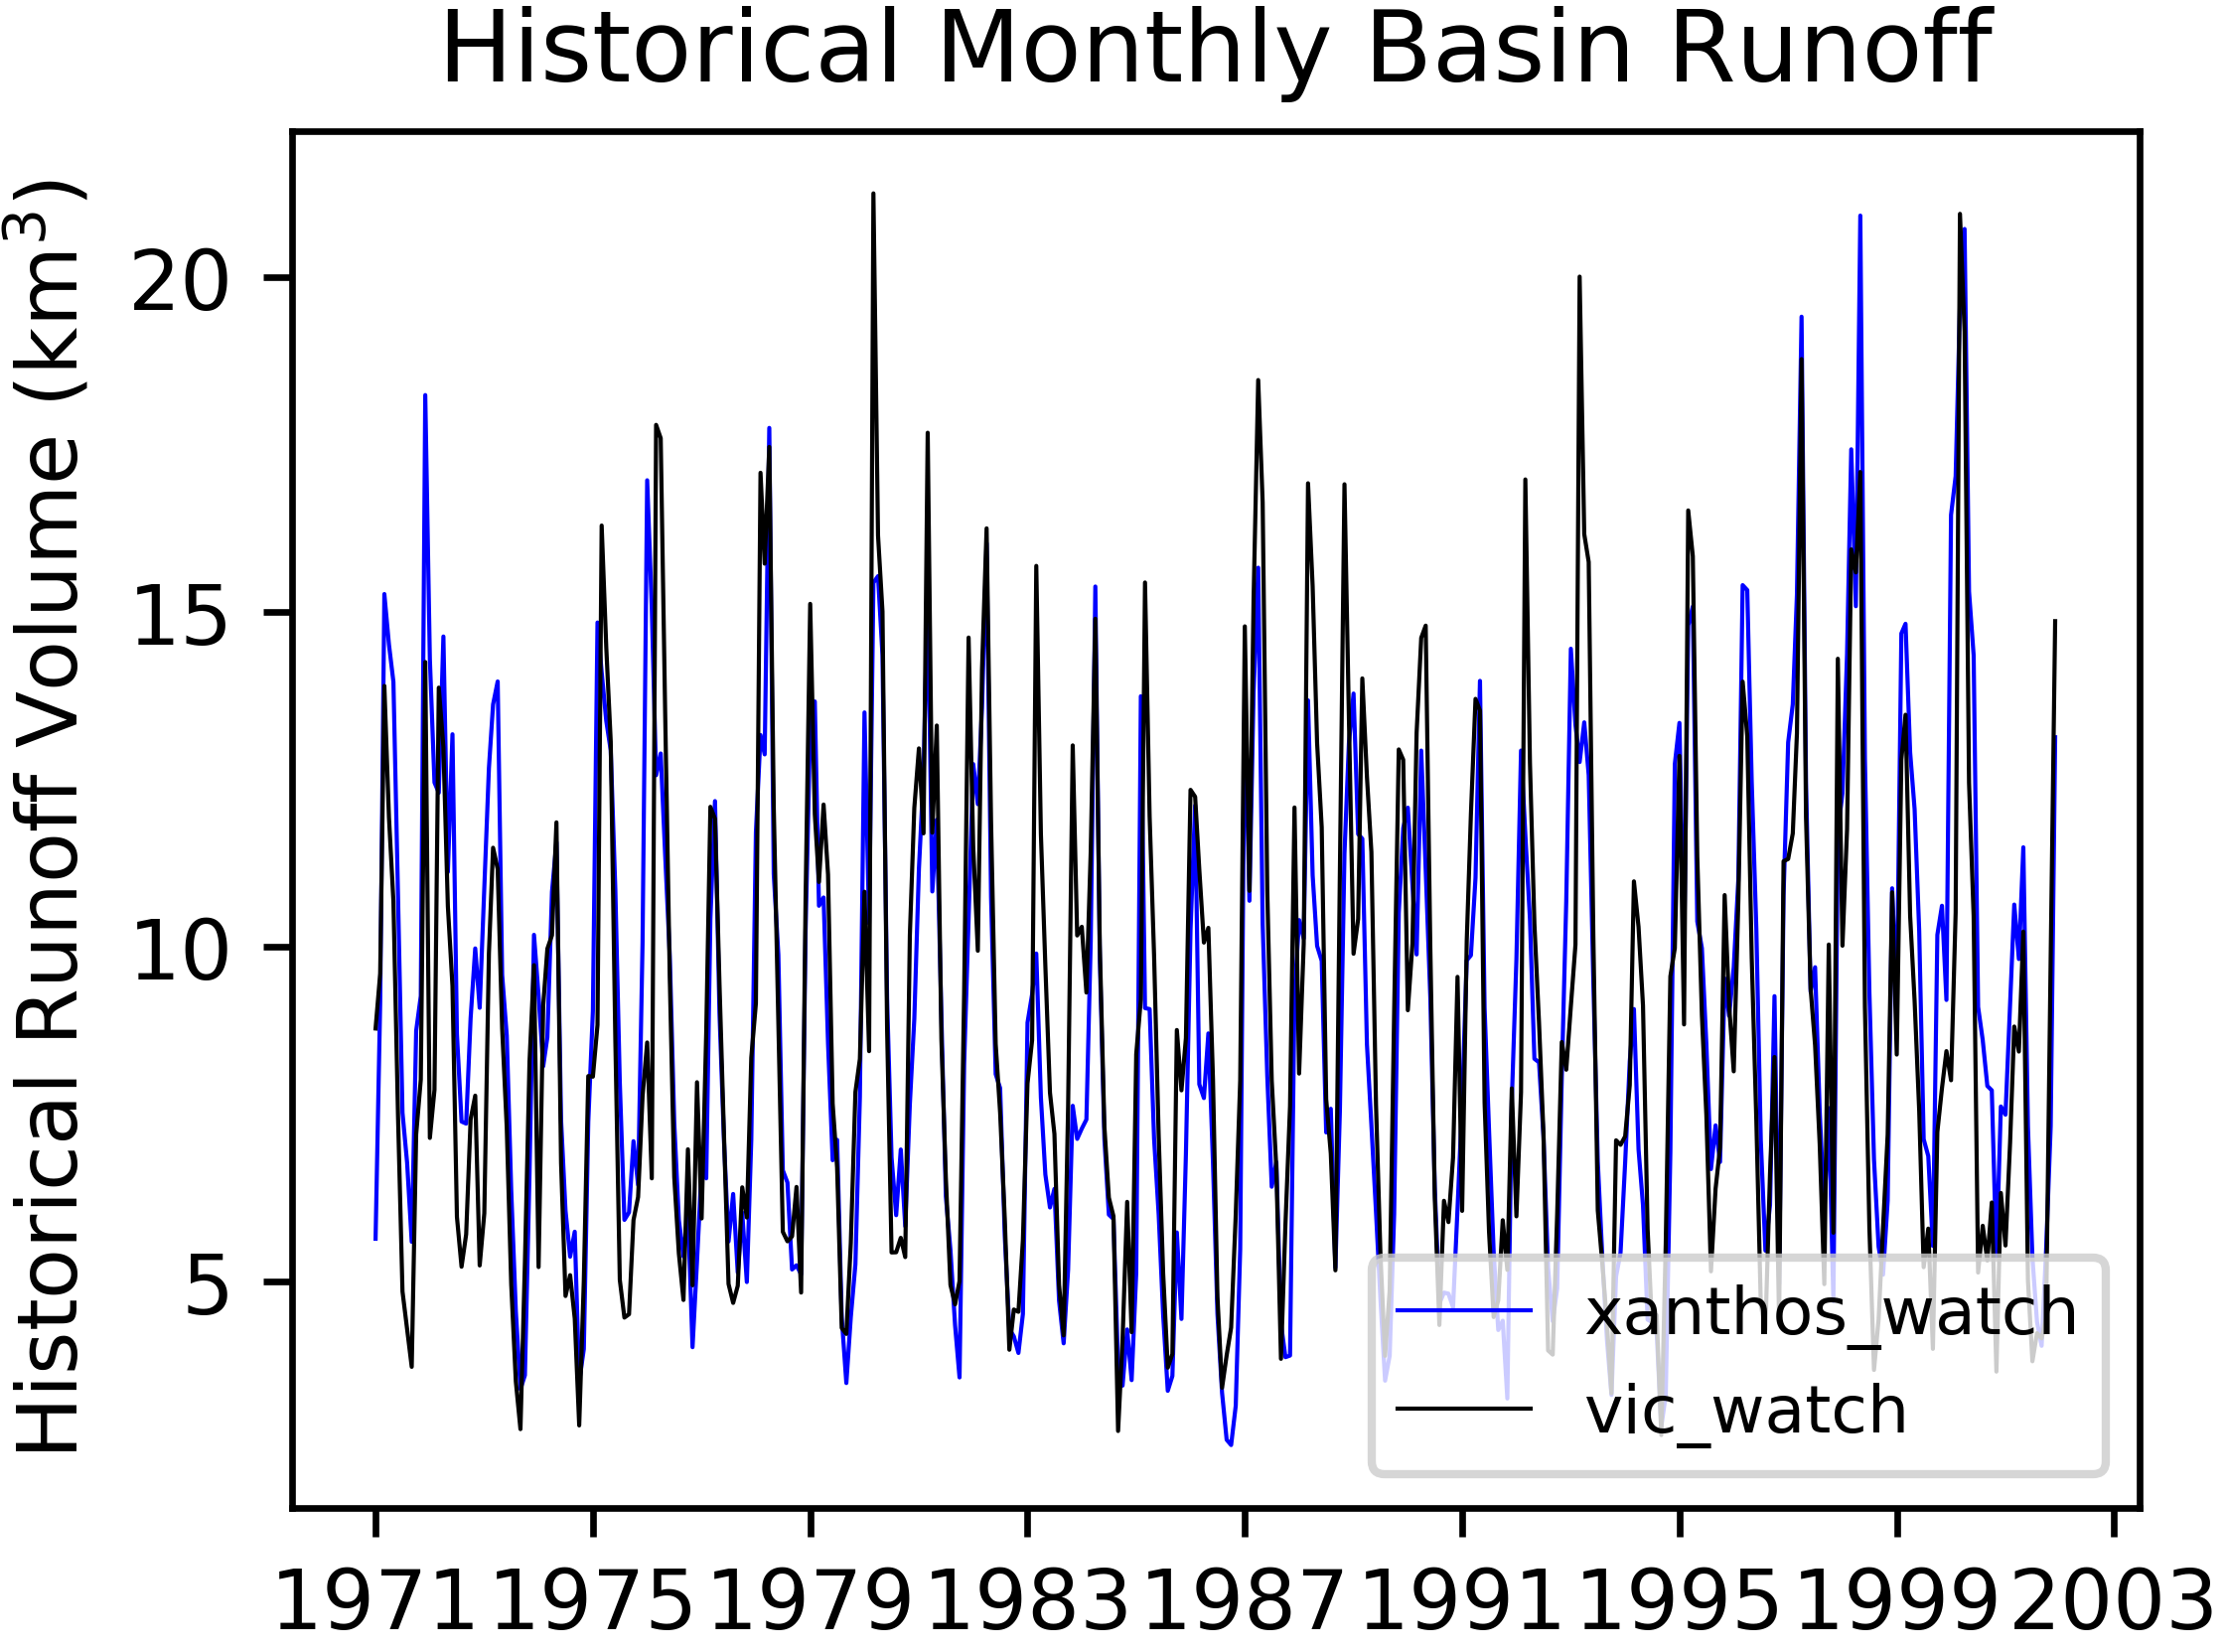 Historical Monthly Basin Runoff
Historical Runoff Volume (km³)
20
15
10
5
xanthos_watch
vic_watch
1971 1975 1979 1983 1987 1991 1995 1999 2003